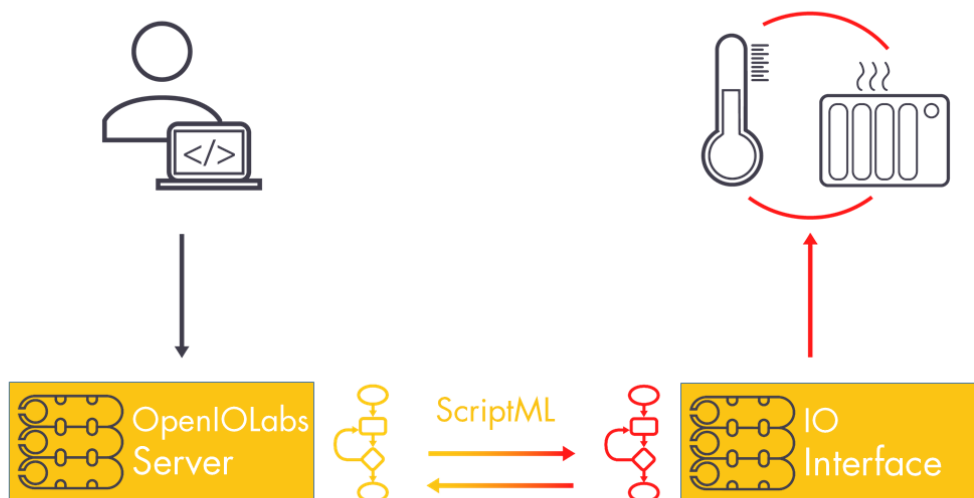 </>
OpenIOLabs
Server
ScriptML
IO
Interface